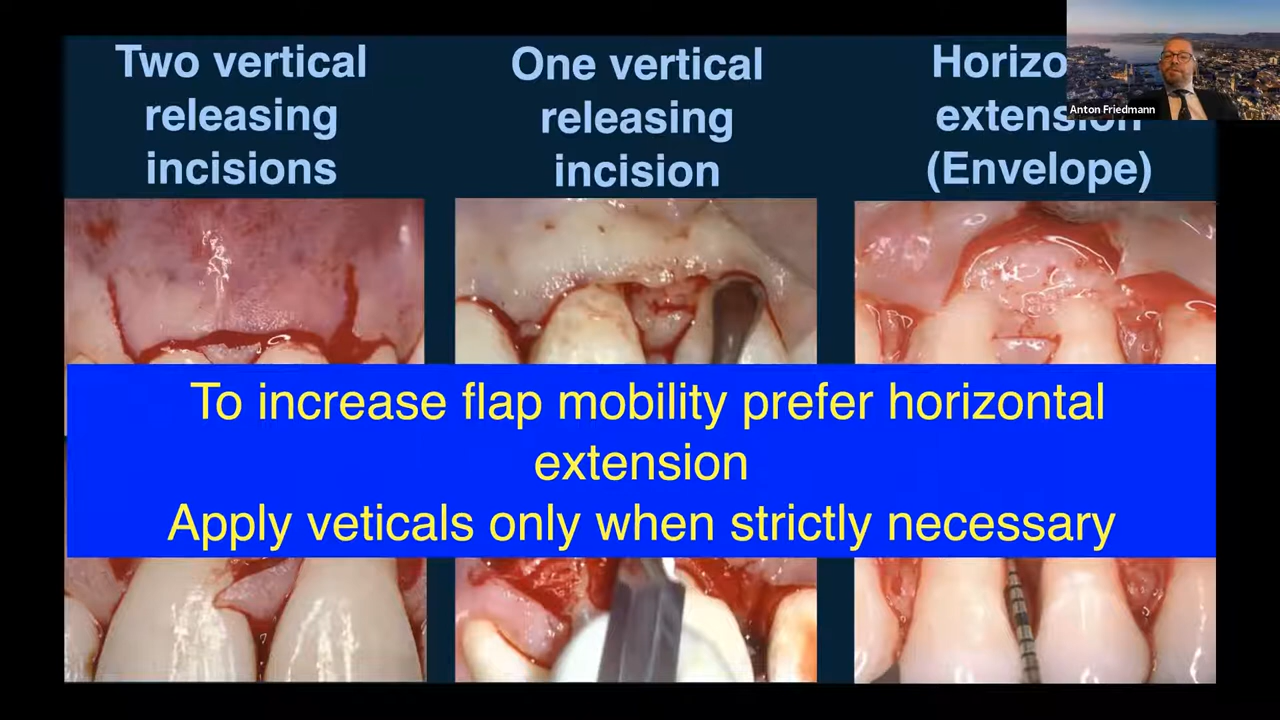 Two vertical
releasing
incisions
One vertical
releasing
incision
Horizo
extension
(Envelope)
Anton Friedmann
To increase flap mobility prefer horizontal
extension
Apply veticals only when strictly necessary